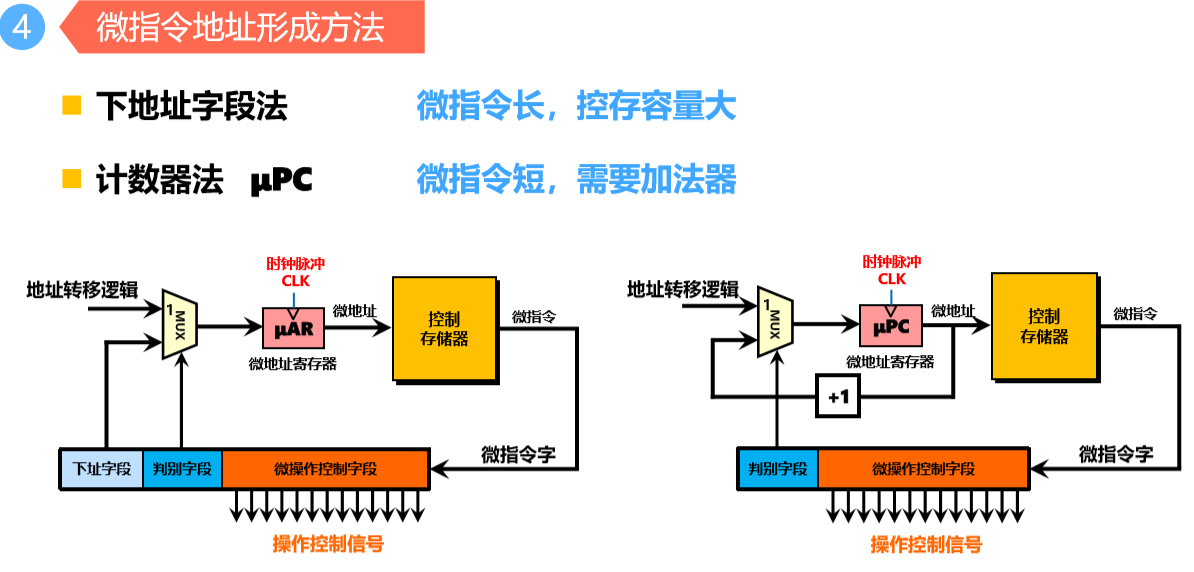 4 微指令地址形成方法
下地址字段法 微指令长，控存容量大
计数器法 μPC 微指令短，需要加法器
时钟脉冲
CLK
地址转移逻辑
1
MUX
μAR
微地址
微地址寄存器
控制
存储器
微指令
微指令字
下址字段 判别字段 微操作控制字段
操作控制信号
时钟脉冲
CLK
地址转移逻辑
1
MUX
μPC
微地址
微地址寄存器
+1
控制
存储器
微指令
微指令字
判别字段 微操作控制字段
操作控制信号